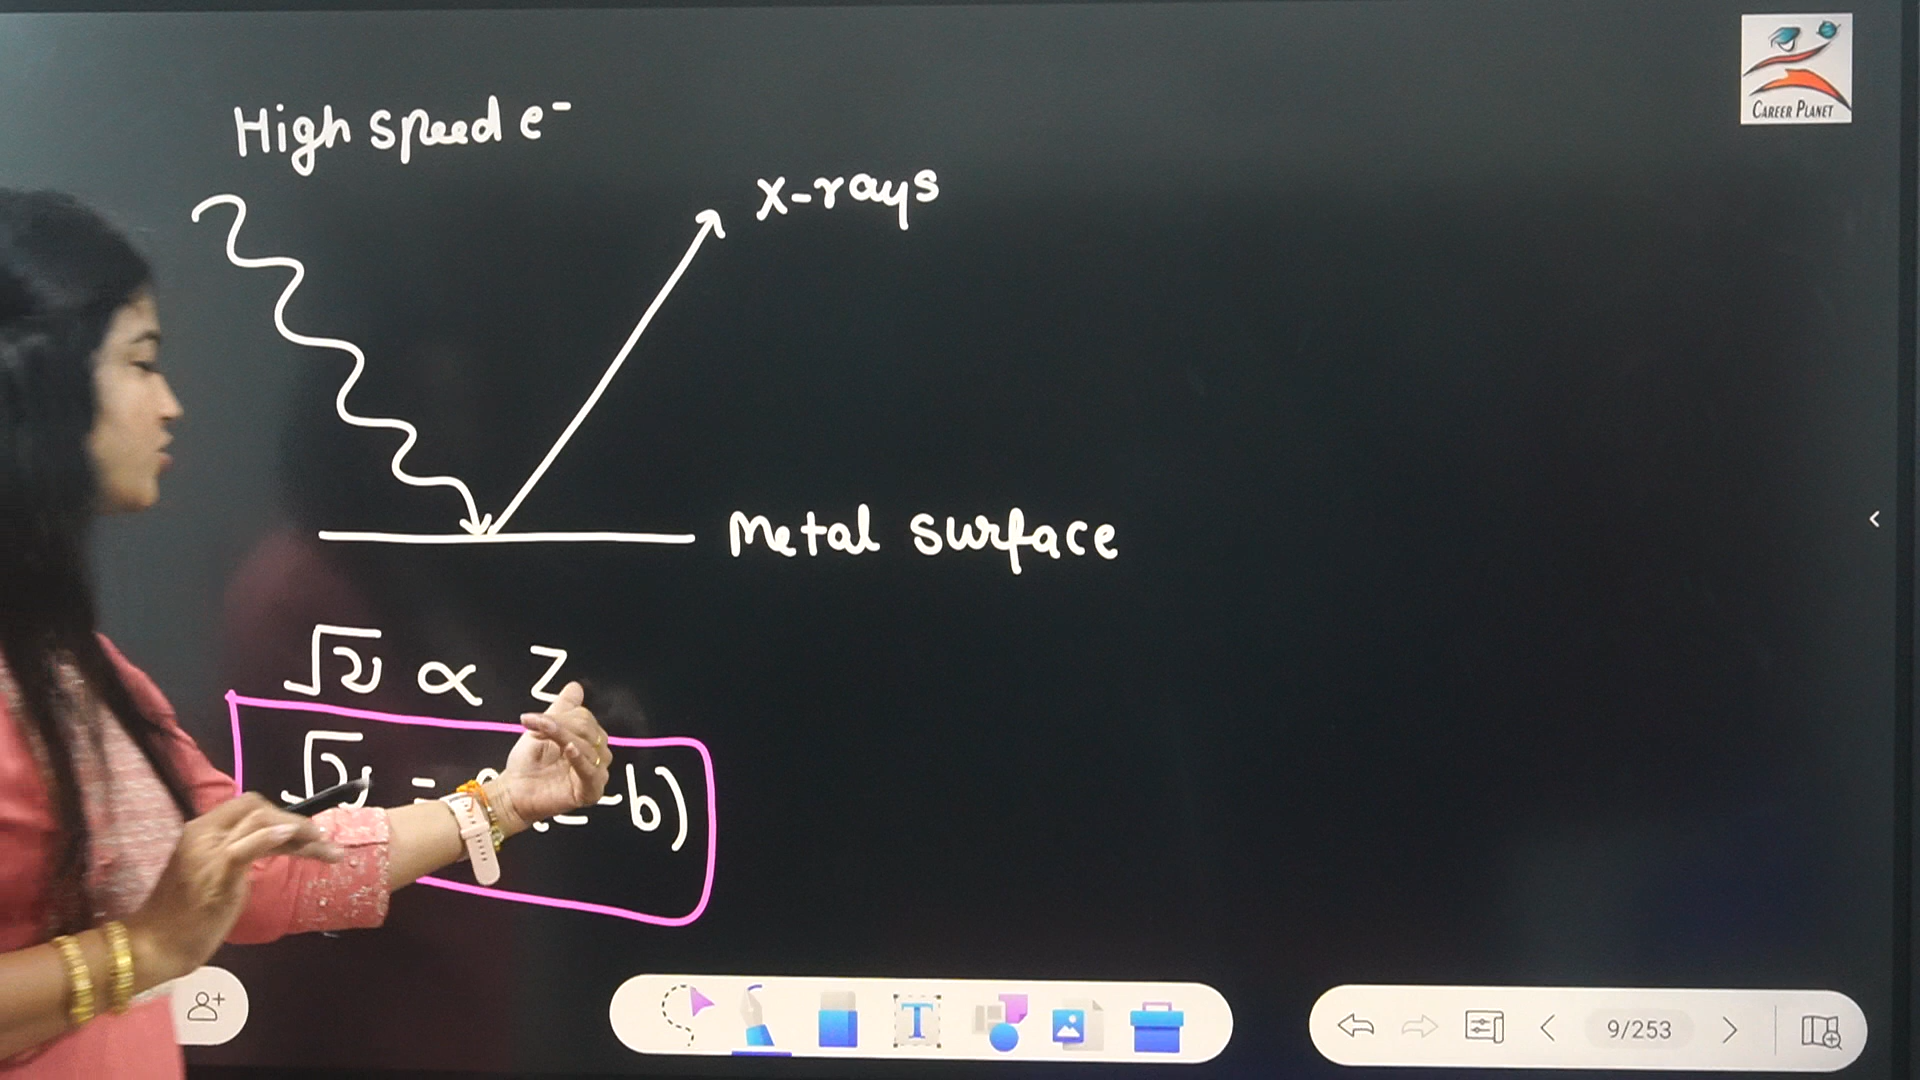 High speed e⁻
X-rays
Metal surface
√ν ∝ Z
√ν = -b)
CAREER PLANET
T
9/253